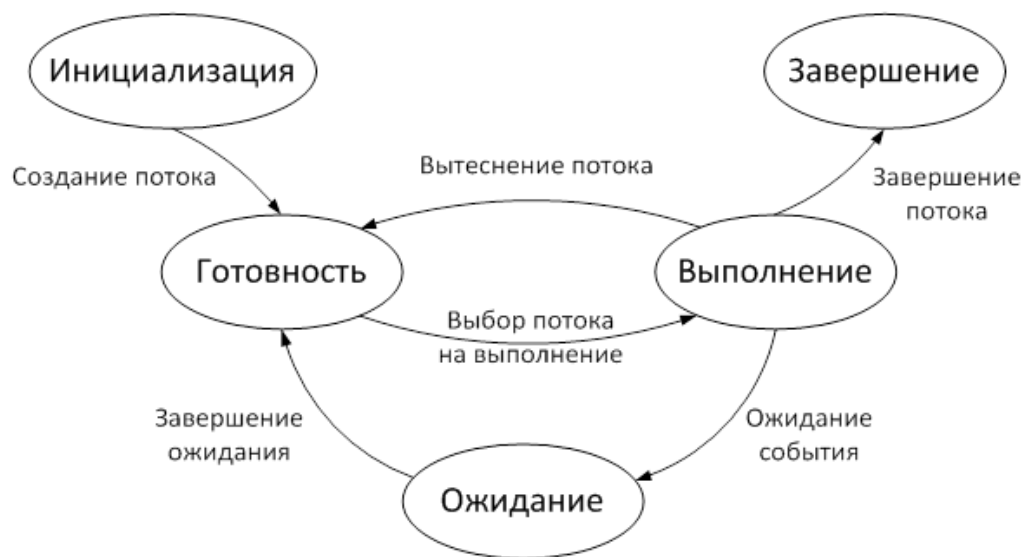 Инициализация
Завершение
Создание потока
Вытеснение потока
Завершение
потока
Готовность
Выполнение
Выбор потока
на выполнение
Завершение
ожидания
Ожидание
события
Ожидание